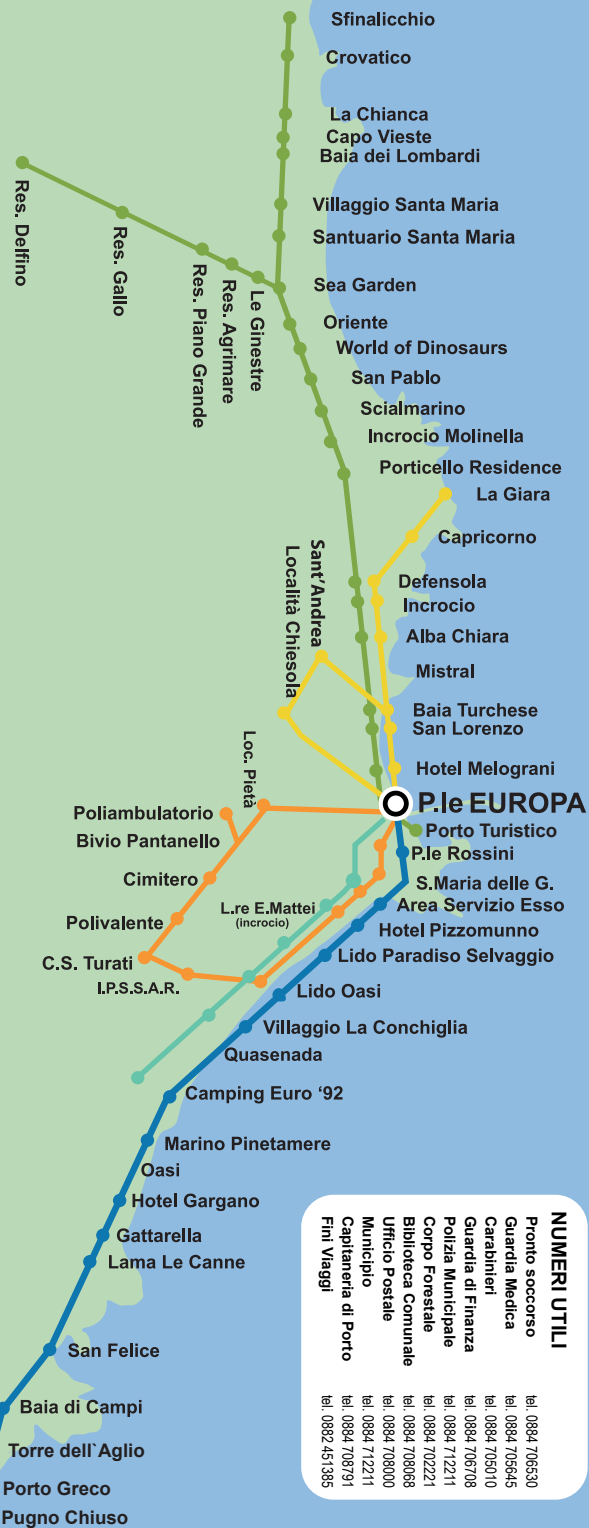 Sfinalicchio
Crovatico
La Chianca
Capo Vieste
Baia dei Lombardi
Villaggio Santa Maria
Santuario Santa Maria
Sea Garden
Res. Delfino
Res. Gallo
Res. Piano Grande
Res. Agrimare
Le Ginestre
Oriente
World of Dinosaurs
San Pablo
Scialmarino
Incrocio Molinella
Porticello Residence
La Giara
Capricorno
Defensola
Incrocio
Alba Chiara
Mistral
Sant'Andrea
Località Chiesola
Baia Turchese
San Lorenzo
Hotel Melograni
Loc. Pietà
P.le EUROPA
Poliambulatorio
Porto Turistico
Bivio Pantanello
P.le Rossini
Cimitero
S.Maria delle G.
L.re E.Mattei
(incrocio)
Area Servizio Esso
Polivalente
Hotel Pizzomunno
C.S. Turati
Lido Paradiso Selvaggio
I.P.S.S.A.R.
Lido Oasi
Villaggio La Conchiglia
Quasenada
Camping Euro ‘92
Marino Pinetamere
Oasi
Hotel Gargano
Gattarella
Lama Le Canne
San Felice
Baia di Campi
Torre dell`Aglio
Porto Greco
Pugno Chiuso
NUMERI UTILI
Pronto soccorso tel. 0884 706530
Guardia Medica tel. 0884 705645
Carabinieri tel. 0884 705010
Guardia di Finanza tel. 0884 706708
Polizia Municipale tel. 0884 712211
Corpo Forestale tel. 0884 702221
Biblioteca Comunale tel. 0884 708068
Ufficio Postale tel. 0884 708000
Municipio tel. 0884 712211
Capitaneria di Porto tel. 0884 708791
Fini Viaggi tel. 0882 451385